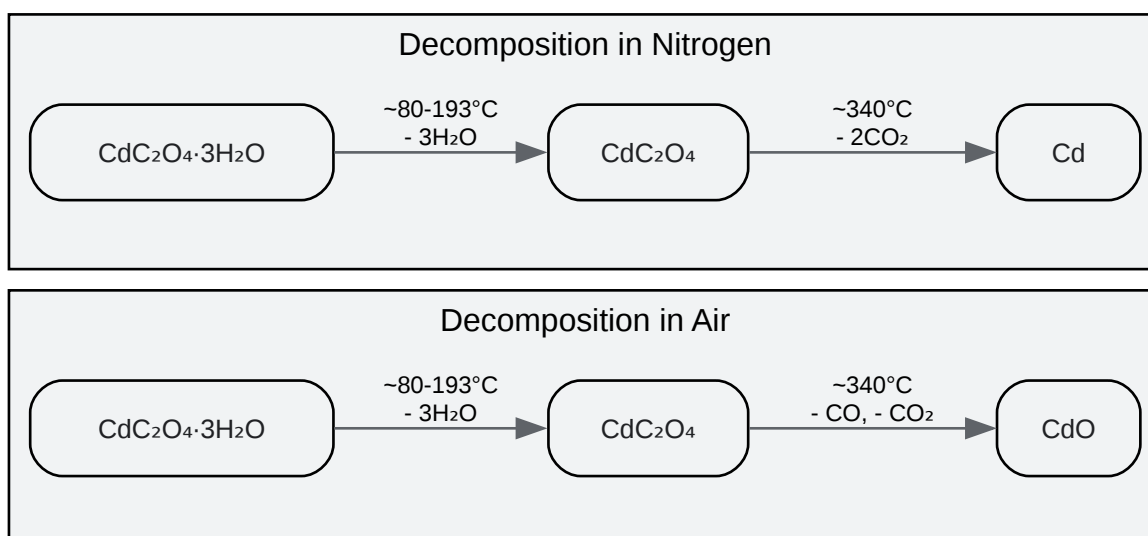 Decomposition in Nitrogen
CdC₂O₄·3H₂O
~80-193°C
- 3H₂O
CdC₂O₄
~340°C
- 2CO₂
Cd
Decomposition in Air
CdC₂O₄·3H₂O
~80-193°C
- 3H₂O
CdC₂O₄
~340°C
- CO, - CO₂
CdO